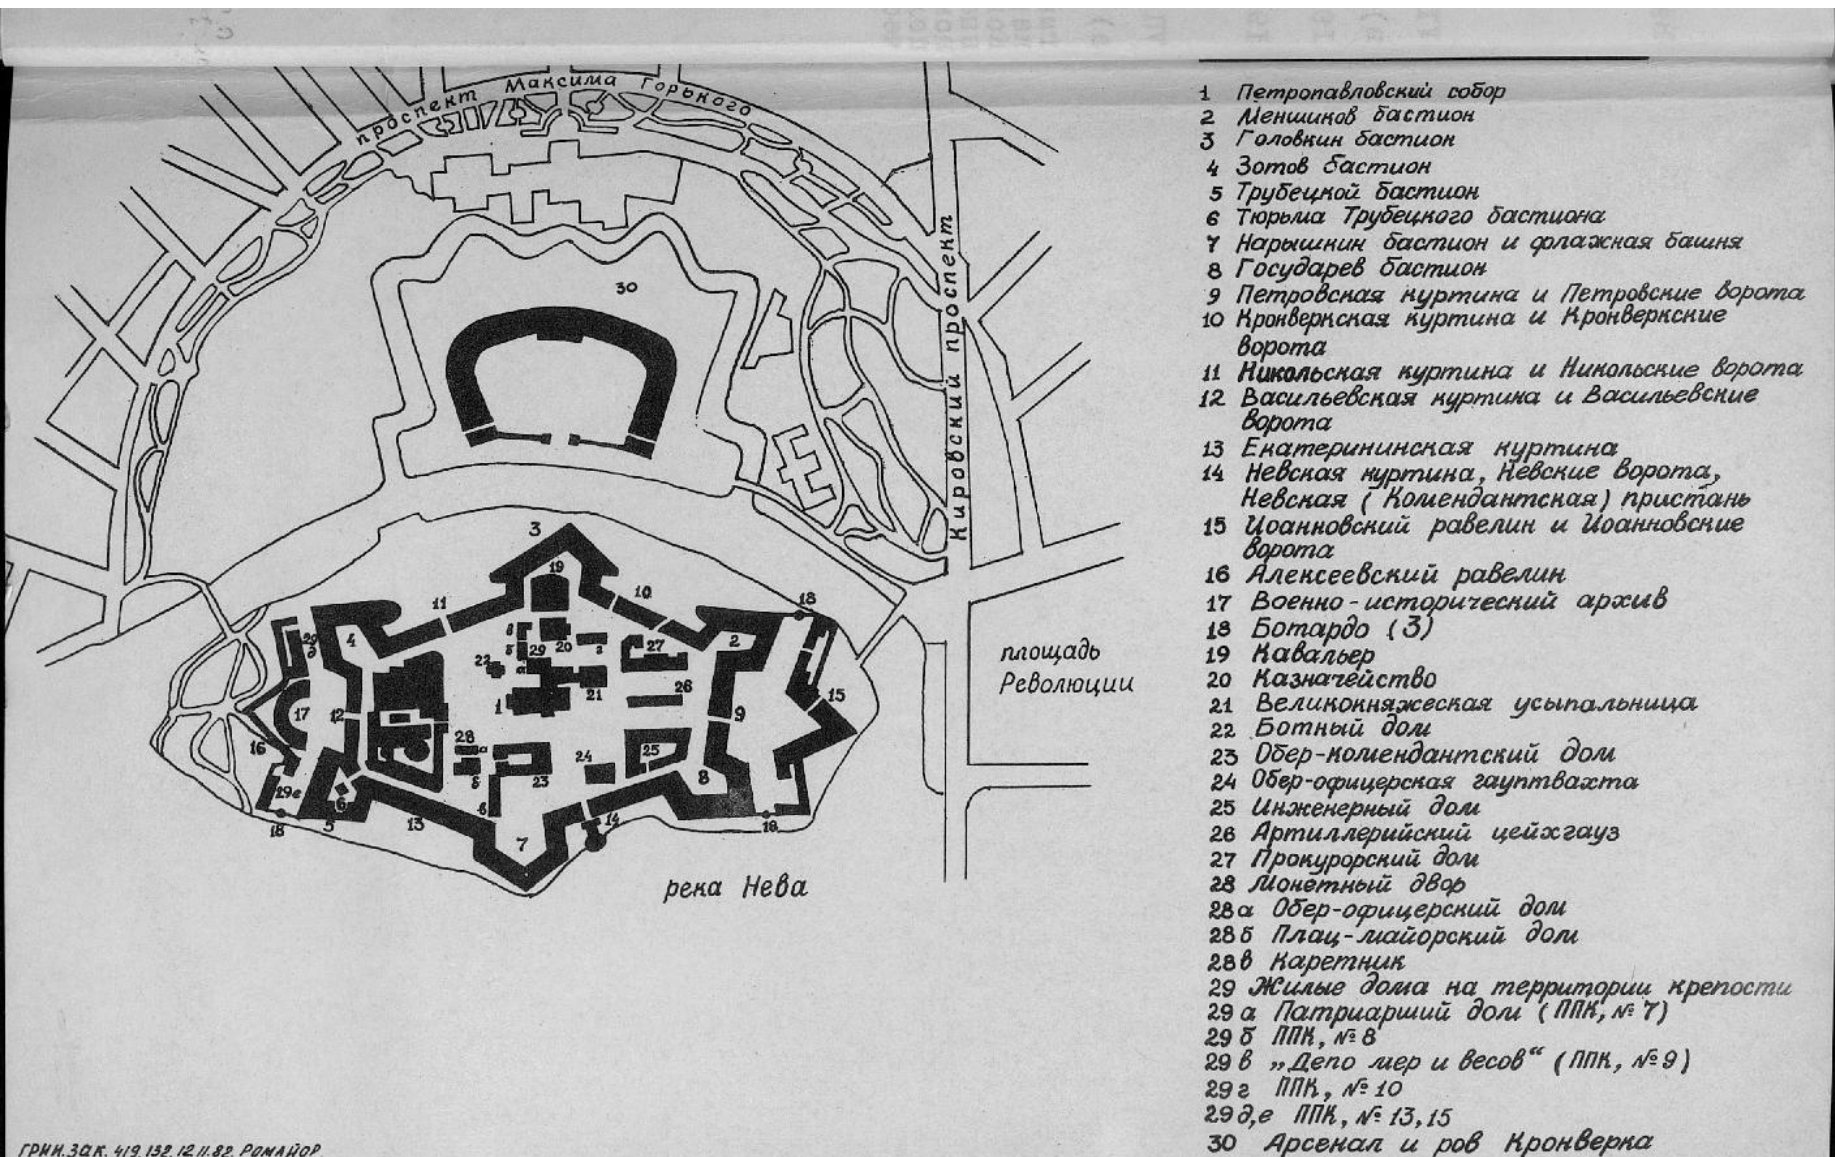 проспект Максима Горького
Кировский проспект
30
3
19
10
11
18
4
29
д
в
б
29
20
г
27
2
22
а
21
26
1
15
17
12
9
16
28
а
23
24
25
8
29е
6
б
в
5
13
14
18
18
7
площадь
Революции
река Нева
1 Петропавловский собор
2 Меншиков бастион
3 Головкин бастион
4 Зотов бастион
5 Трубецкой бастион
6 Тюрьма Трубецкого бастиона
7 Нарышкин бастион и флажная башня
8 Государев бастион
9 Петровская куртина и Петровские ворота
10 Кронверкская куртина и Кронверкские
ворота
11 Никольская куртина и Никольские ворота
12 Васильевская куртина и Васильевские
ворота
13 Екатерининская куртина
14 Невская куртина, Невские ворота,
Невская (Комендантская) пристань
15 Иоанновский равелин и Иоанновские
ворота
16 Алексеевский равелин
17 Военно-исторический архив
18 Ботардо (3)
19 Кавальер
20 Казначейство
21 Великокняжеская усыпальница
22 Ботный дом
23 Обер-комендантский дом
24 Обер-офицерская гауптвахта
25 Инженерный дом
26 Артиллерийский цейхгауз
27 Прокурорский дом
28 Монетный двор
28а Обер-офицерский дом
28б Плац-майорский дом
28в Каретник
29 Жилые дома на территории крепости
29а Патриарший дом (ППК, № 7)
29б ППК, № 8
29в „Депо мер и весов“ (ППК, № 9)
29г ППК, № 10
29д,е ППК, № 13,15
30 Арсенал и ров Кронверка
ГРИИ.ЗАК. 419.132.12.11.82. РОМАЙОР